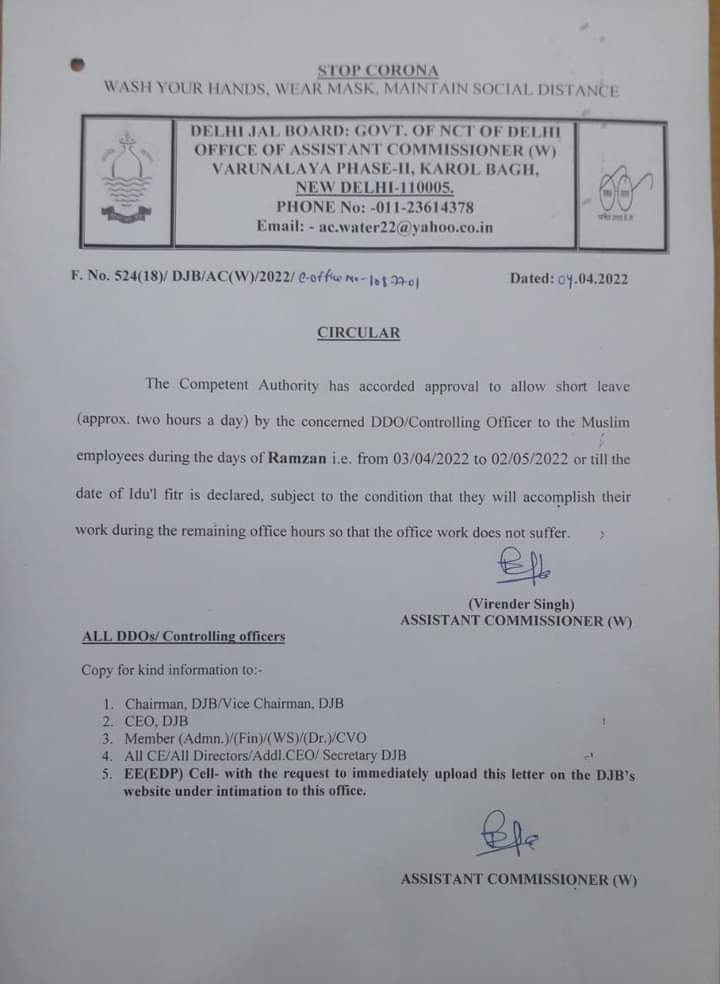 STOP CORONA
WASH YOUR HANDS, WEAR MASK, MAINTAIN SOCIAL DISTANCE
DELHI JAL BOARD: GOVT. OF NCT OF DELHI
OFFICE OF ASSISTANT COMMISSIONER (W)
VARUNALAYA PHASE-II, KAROL BAGH,
NEW DELHI-110005.
PHONE No: -011-23614378
Email: - ac.water22@yahoo.co.in
F. No. 524(18)/ DJB/AC(W)/2022/ e-office No-
Dated: 04.04.2022
CIRCULAR
The Competent Authority has accorded approval to allow short leave
(approx. two hours a day) by the concerned DDO/Controlling Officer to the Muslim
employees during the days of Ramzan i.e. from 03/04/2022 to 02/05/2022 or till the
date of Idu'l fitr is declared, subject to the condition that they will accomplish their
work during the remaining office hours so that the office work does not suffer.
(Virender Singh)
ASSISTANT COMMISSIONER (W)
ALL DDOs/ Controlling officers
Copy for kind information to:-
1. Chairman, DJB/Vice Chairman, DJB
2. CEO, DJB
3. Member (Admn.)/(Fin)/(WS)/(Dr.)/CVO
4. All CE/All Directors/Addl.CEO/ Secretary DJB
5. EE(EDP) Cell- with the request to immediately upload this letter on the DJB's
website under intimation to this office.
ASSISTANT COMMISSIONER (W)